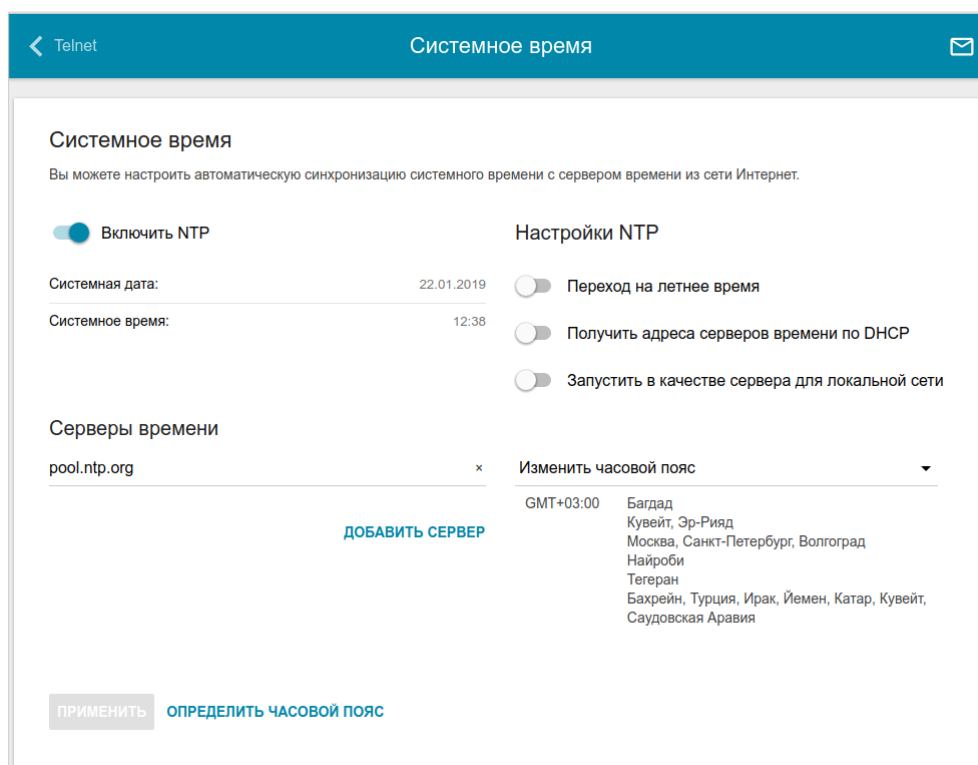 Telnet
Системное время
Системное время
Вы можете настроить автоматическую синхронизацию системного времени с сервером времени из сети Интернет.
Включить NTP
Системная дата: 22.01.2019
Системное время: 12:38
Настройки NTP
Переход на летнее время
Получить адреса серверов времени по DHCP
Запустить в качестве сервера для локальной сети
Серверы времени
pool.ntp.org ×
ДОБАВИТЬ СЕРВЕР
Изменить часовой пояс
GMT+03:00 Багдад
Кувейт, Эр-Рияд
Москва, Санкт-Петербург, Волгоград
Найроби
Тегеран
Бахрейн, Турция, Ирак, Йемен, Катар, Кувейт,
Саудовская Аравия
ПРИМЕНИТЬ ОПРЕДЕЛИТЬ ЧАСОВОЙ ПОЯС